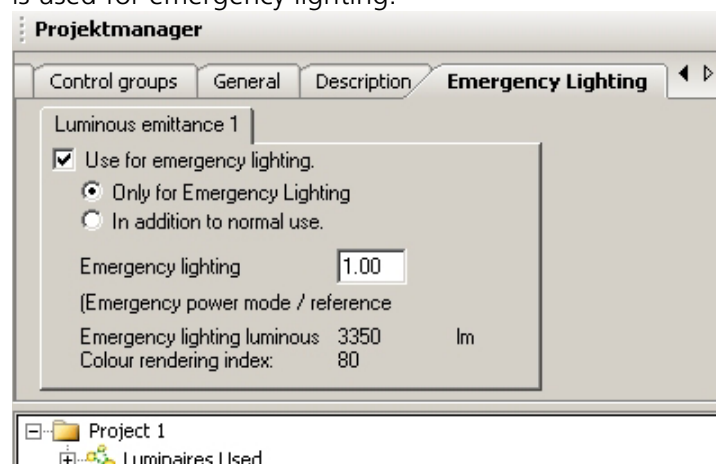 is used for emergency lighting.
Projektmanager
Control groups General Description Emergency Lighting
Luminous emittance 1
Use for emergency lighting.
Only for Emergency Lighting
In addition to normal use.
Emergency lighting 1.00
(Emergency power mode / reference
Emergency lighting luminous 3350 lm
Colour rendering index: 80
Project 1
Luminaires Used